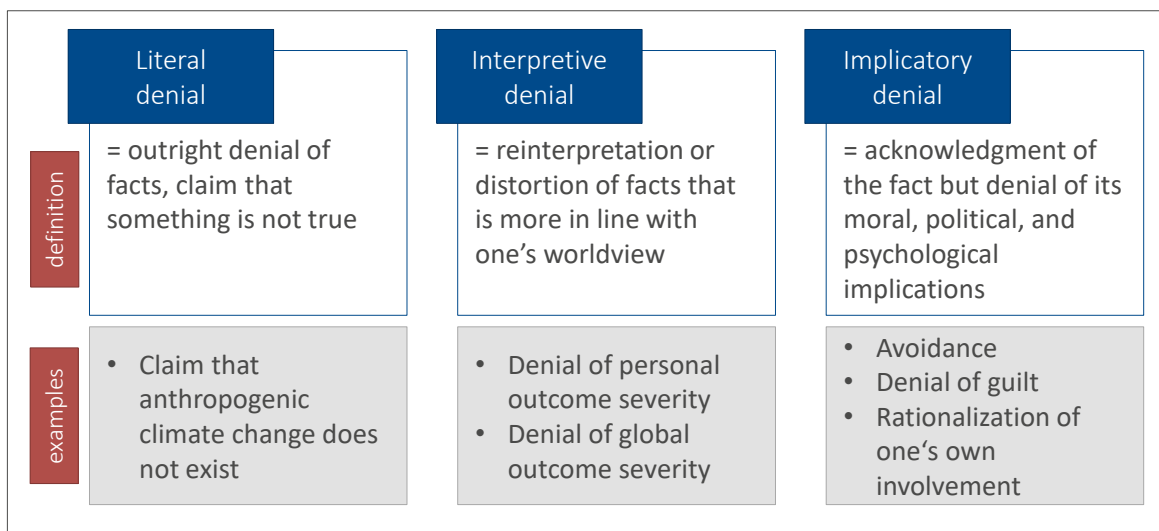 Literal
denial
Interpretive
denial
Implicatory
denial
definition
= outright denial of
facts, claim that
something is not true
= reinterpretation or
distortion of facts that
is more in line with
one’s worldview
= acknowledgment of
the fact but denial of its
moral, political, and
psychological
implications
examples
• Claim that
anthropogenic
climate change does
not exist
• Denial of personal
outcome severity
• Denial of global
outcome severity
• Avoidance
• Denial of guilt
• Rationalization of
one‘s own
involvement